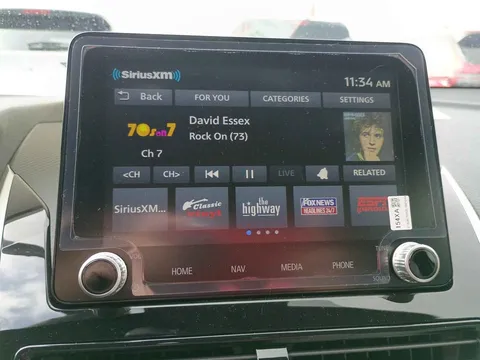 SiriusXM
11:34 AM
Back FOR YOU CATEGORIES SETTINGS
70s on 7
David Essex
Rock On (73)
Ch 7
<CH CH> LIVE RELATED
SiriusXM... Classic the highway FOX NEWS HEADLINES 24/7
154XA
HOME NAV MEDIA PHONE